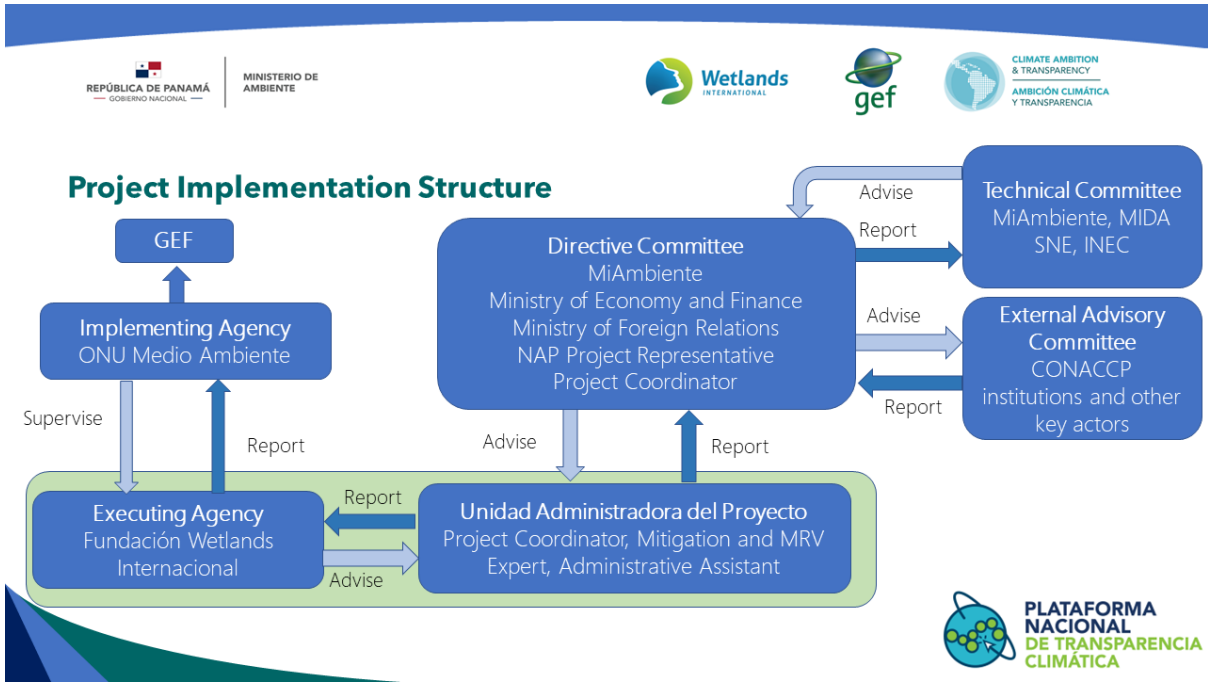 REPÚBLICA DE PANAMÁ
— GOBIERNO NACIONAL —
MINISTERIO DE
AMBIENTE
Wetlands
INTERNATIONAL
gef
CLIMATE AMBITION
& TRANSPARENCY
AMBICIÓN CLIMÁTICA
Y TRANSPARENCIA
Project Implementation Structure
GEF
Implementing Agency
ONU Medio Ambiente
Supervise
Report
Executing Agency
Fundación Wetlands
Internacional
Report
Advise
Directive Committee
MiAmbiente
Ministry of Economy and Finance
Ministry of Foreign Relations
NAP Project Representative
Project Coordinator
Advise
Report
Unidad Administradora del Proyecto
Project Coordinator, Mitigation and MRV
Expert, Administrative Assistant
Advise
Report
Technical Committee
MiAmbiente, MIDA
SNE, INEC
Advise
Report
External Advisory
Committee
CONACCP
institutions and other
key actors
PLATAFORMA
NACIONAL
DE TRANSPARENCIA
CLIMÁTICA